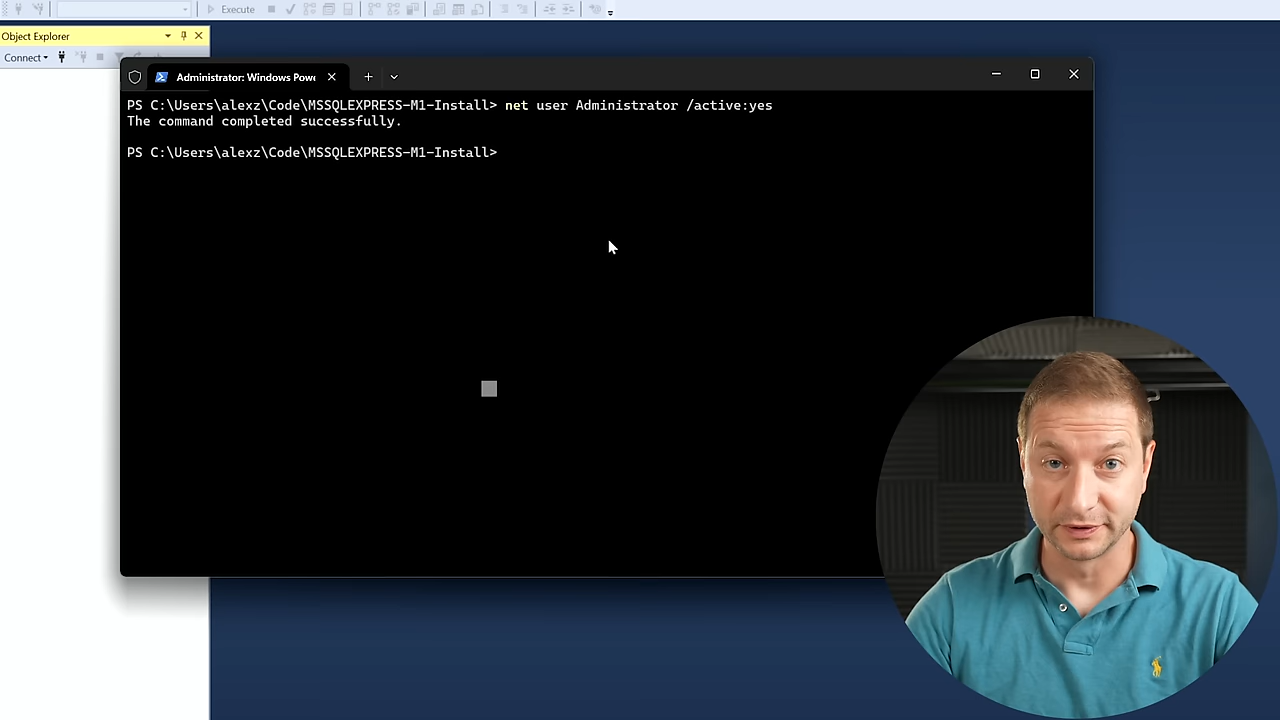 Execute
Object Explorer
Connect
Administrator: Windows Powe
PS C:\Users\alexz\Code\MSSQLEXPRESS-M1-Install> net user Administrator /active:yes
The command completed successfully.
PS C:\Users\alexz\Code\MSSQLEXPRESS-M1-Install>